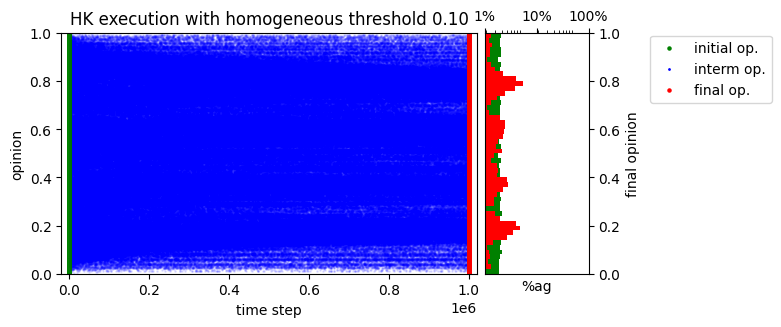 HK execution with homogeneous threshold 0.10
1% 10% 100%
initial op.
interm op.
final op.
1.0 1.0
0.8 0.8
0.6 0.6
0.4 0.4
0.2 0.2
0.0 0.0
opinion
final opinion
0.0 0.2 0.4 0.6 0.8 1.0
%ag
1e6
time step